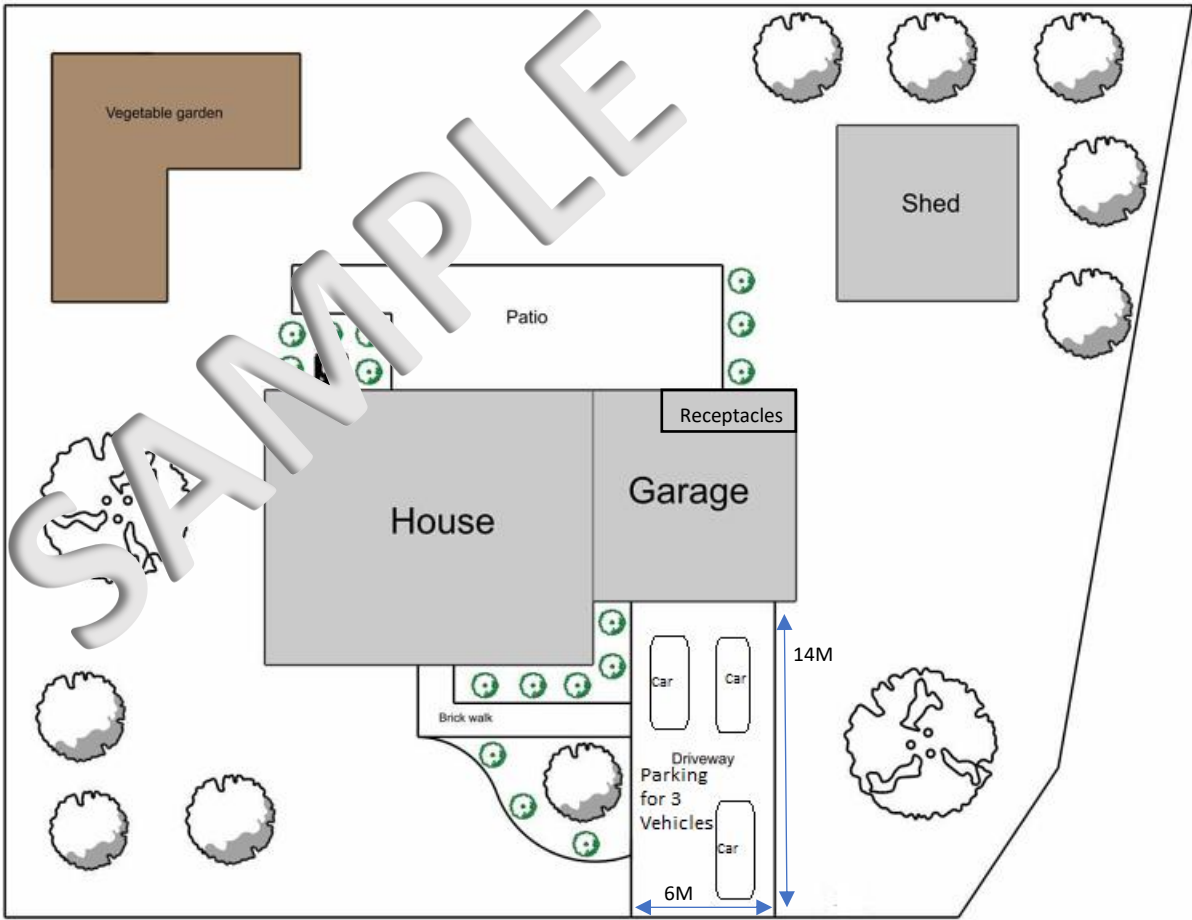 Vegetable garden
SAMPLE
Shed
Patio
Receptacles
Garage
House
14M
Car
Car
Brick walk
Driveway
Parking
for 3
Vehicles
Car
6M